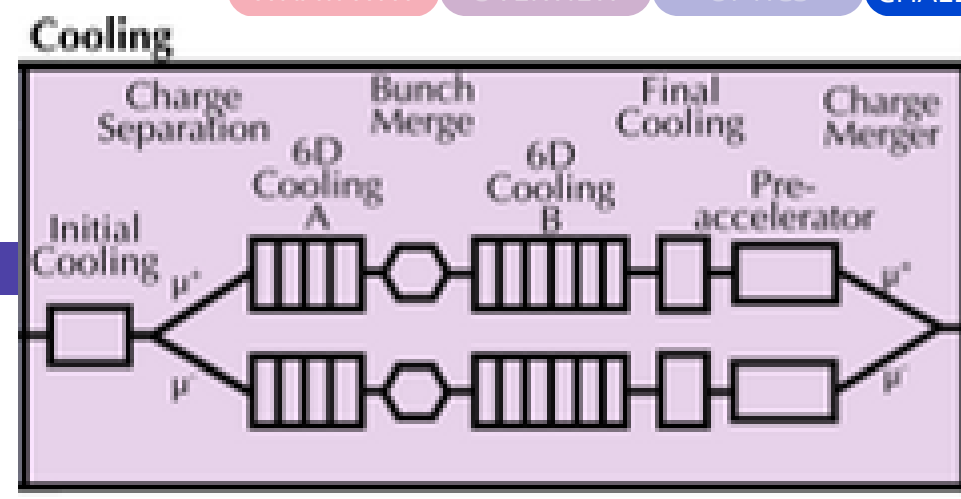 Cooling
Charge
Separation
Bunch
Merge
Final
Cooling
Charge
Merger
6D
Cooling
A
6D
Cooling
B
Pre-
accelerator
Initial
Cooling
μ⁺
μ⁺
μ⁻
μ⁻